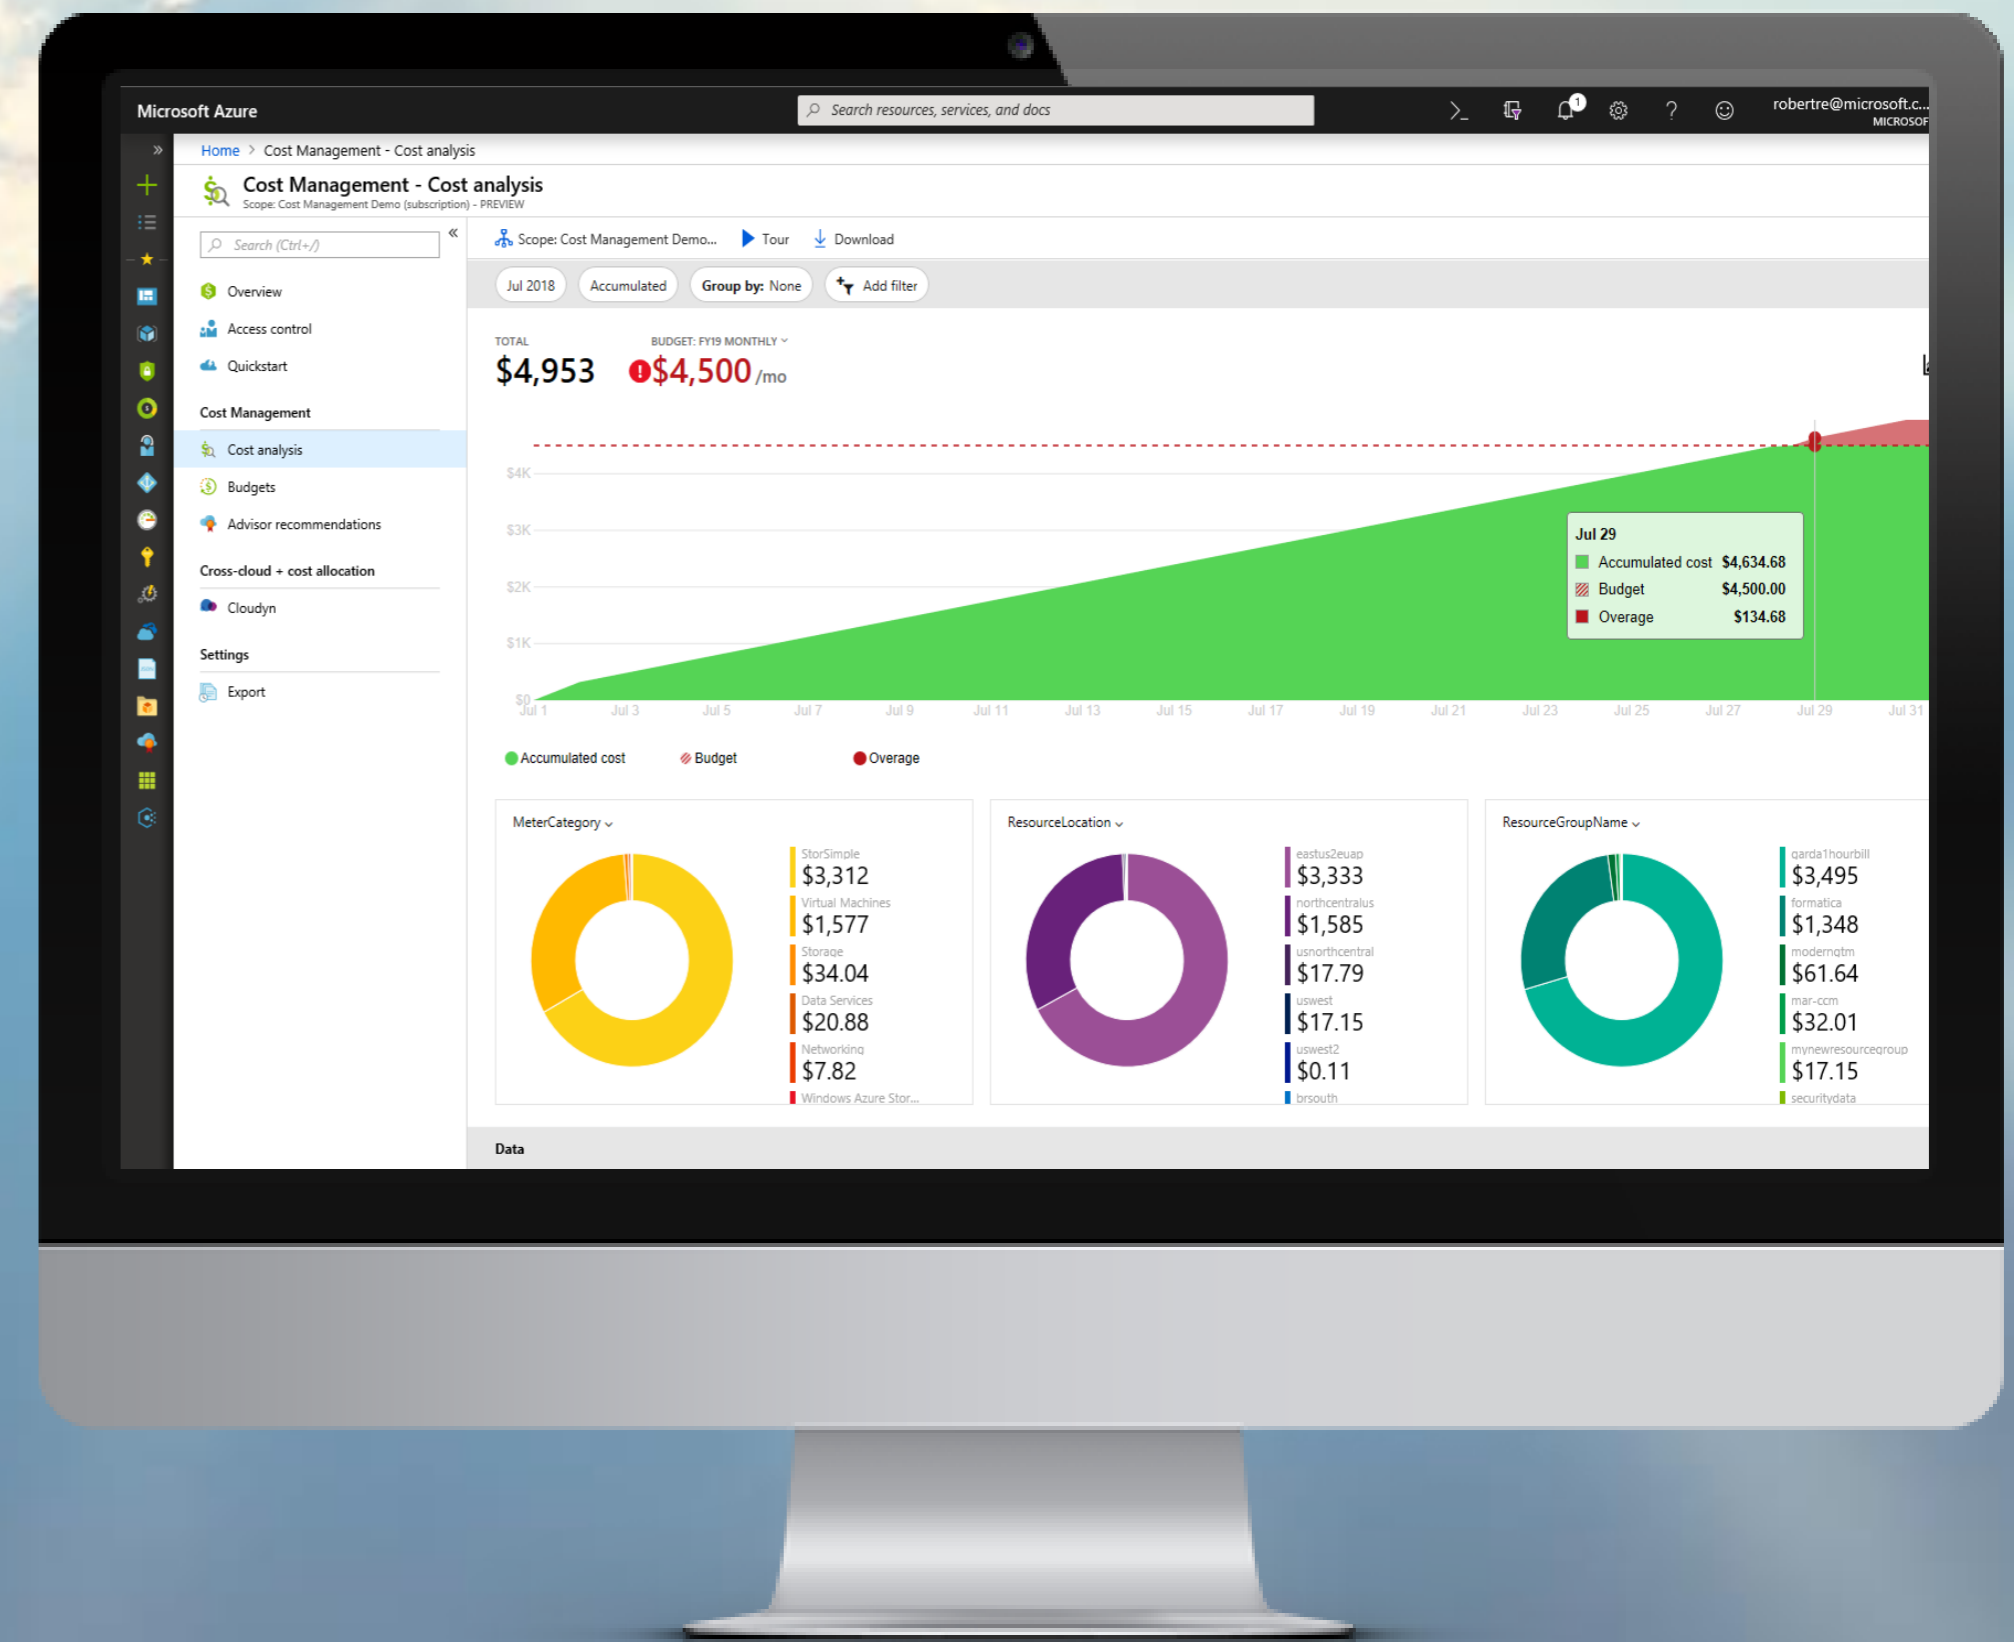 Microsoft Azure
Search resources, services, and docs
1
robertre@microsoft.c...
MICROSOF
Home > Cost Management - Cost analysis
Cost Management - Cost analysis
Scope: Cost Management Demo (subscription) - PREVIEW
Search (Ctrl+/)
Overview
Access control
Quickstart
Cost Management
Cost analysis
Budgets
Advisor recommendations
Cross-cloud + cost allocation
Cloudyn
Settings
Export
Scope: Cost Management Demo... Tour Download
Jul 2018 Accumulated Group by: None Add filter
TOTAL
$4,953
BUDGET: FY19 MONTHLY
$4,500 /mo
$4K
$3K
$2K
$1K
$0
Jul 1 Jul 3 Jul 5 Jul 7 Jul 9 Jul 11 Jul 13 Jul 15 Jul 17 Jul 19 Jul 21 Jul 23 Jul 25 Jul 27 Jul 29 Jul 31
Jul 29
Accumulated cost $4,634.68
Budget $4,500.00
Overage $134.68
Accumulated cost Budget Overage
MeterCategory
StorSimple
$3,312
Virtual Machines
$1,577
Storage
$34.04
Data Services
$20.88
Networking
$7.82
Windows Azure Stor...
ResourceLocation
eastus2euap
$3,333
northcentralus
$1,585
usnorthcentral
$17.79
uswest
$17.15
uswest2
$0.11
brsouth
ResourceGroupName
qarda1hourbill
$3,495
formatica
$1,348
moderngtm
$61.64
mar-ccm
$32.01
mynewresourcegroup
$17.15
securitydata
Data